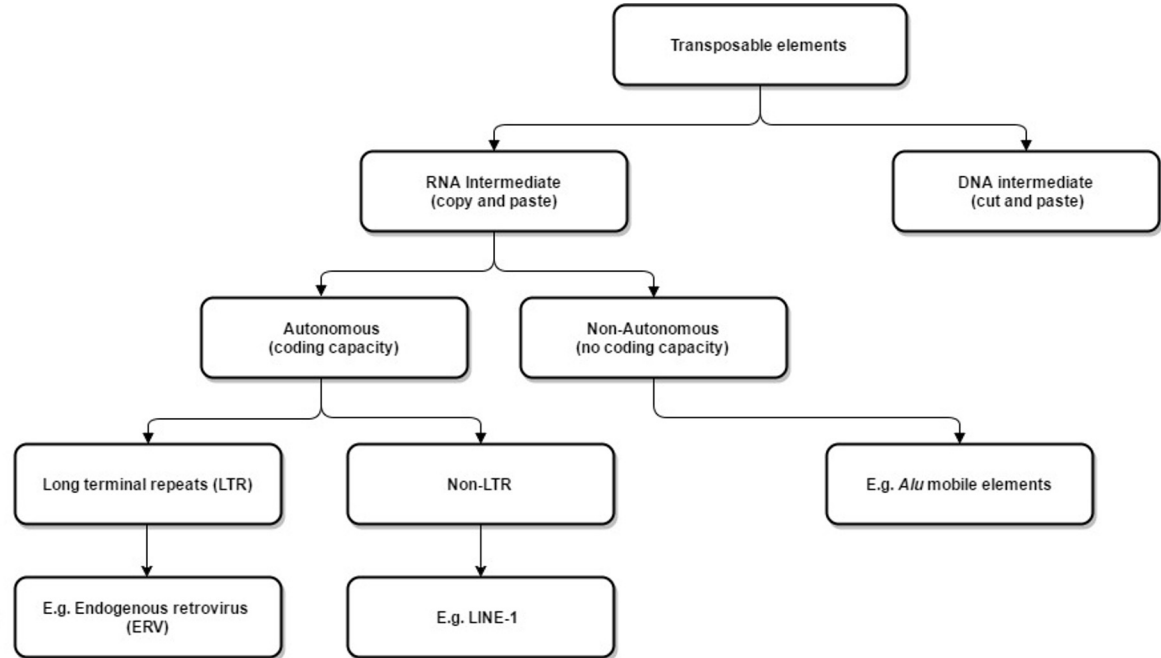 Transposable elements
RNA Intermediate
(copy and paste)
DNA intermediate
(cut and paste)
Autonomous
(coding capacity)
Non-Autonomous
(no coding capacity)
Long terminal repeats (LTR)
Non-LTR
E.g. Alu mobile elements
E.g. Endogenous retrovirus
(ERV)
E.g. LINE-1